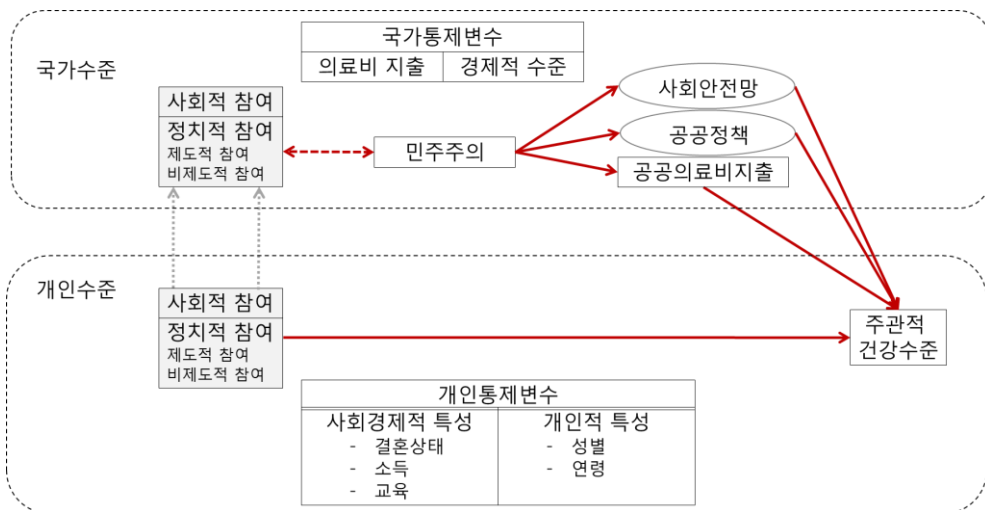 국가통제변수
국가수준
의료비 지출
경제적 수준
사회적 참여
정치적 참여
제도적 참여
비제도적 참여
민주주의
사회안전망
공공정책
공공의료비지출
개인수준
사회적 참여
정치적 참여
제도적 참여
비제도적 참여
주관적
건강수준
개인통제변수
사회경제적 특성
- 결혼상태
- 소득
- 교육
개인적 특성
- 성별
- 연령